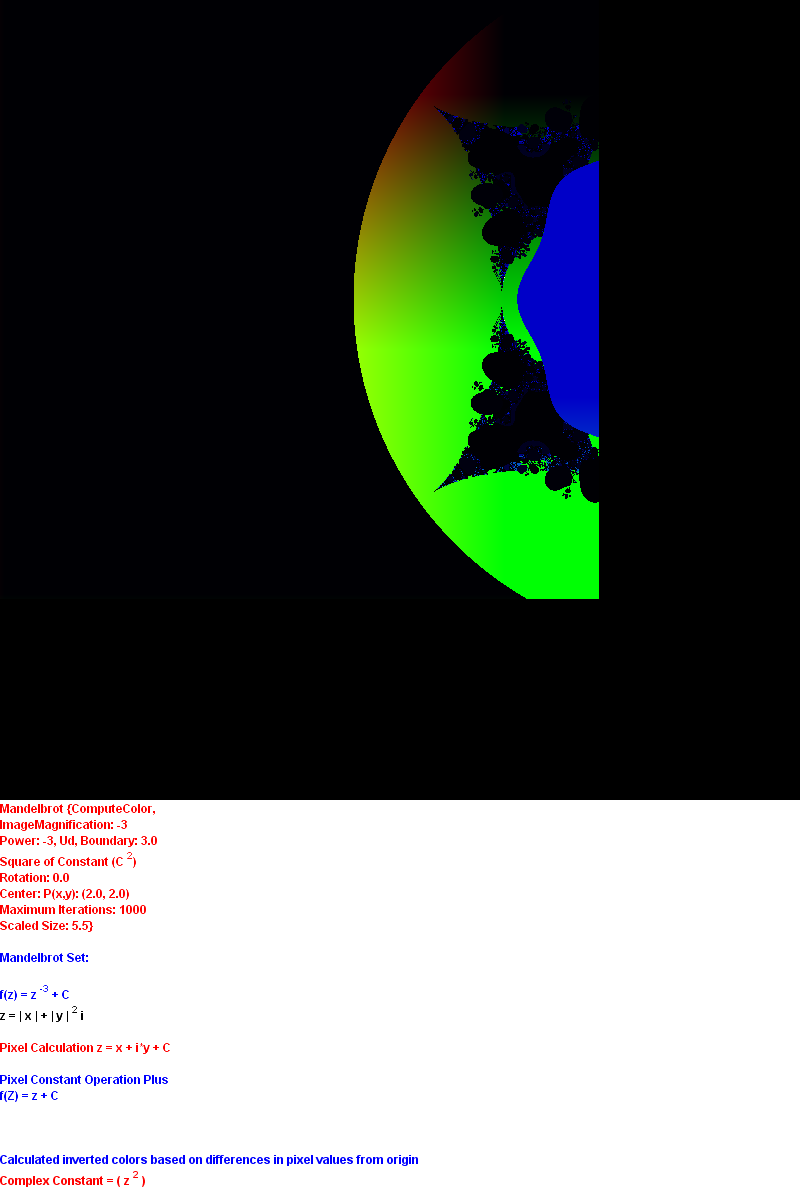 Mandelbrot {ComputeColor,
ImageMagnification: -3
Power: -3, Ud, Boundary: 3.0
Square of Constant (C ²)
Rotation: 0.0
Center: P(x,y): (2.0, 2.0)
Maximum Iterations: 1000
Scaled Size: 5.5}
Mandelbrot Set:
f(z) = z ⁻³ + C
z = | x | + | y | ² i
Pixel Calculation z = x + i*y + C
Pixel Constant Operation Plus
f(Z) = z + C
Calculated inverted colors based on differences in pixel values from origin
Complex Constant = ( z ² )